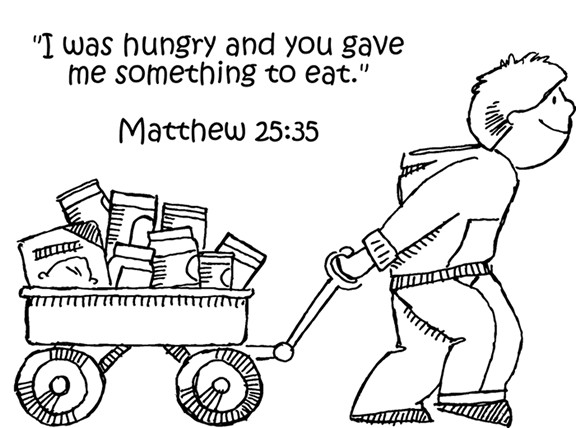 "I was hungry and you gave
me something to eat."
Matthew 25:35